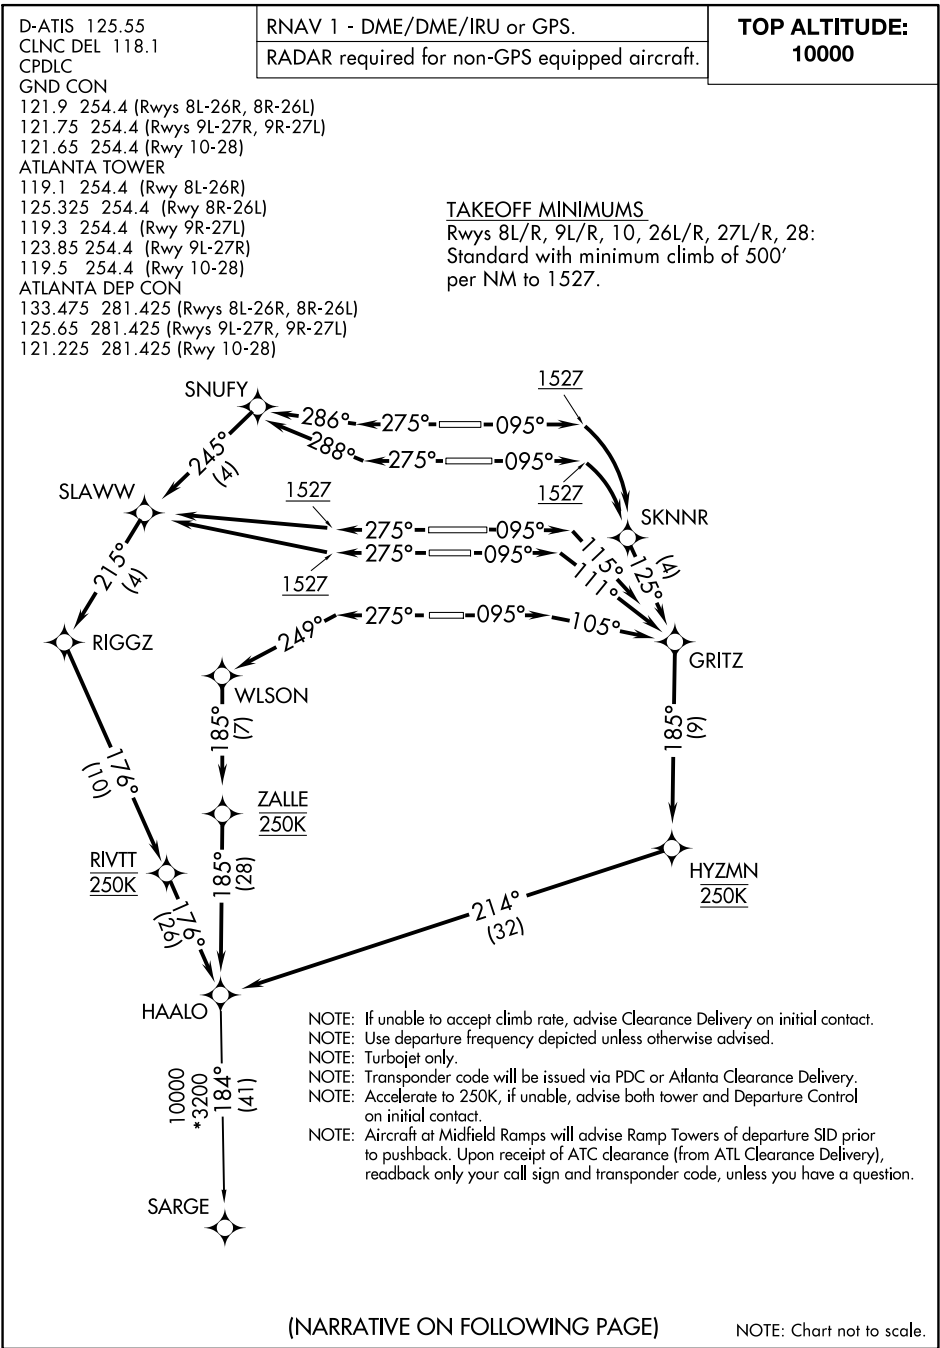 D-ATIS 125.55
CLNC DEL 118.1
CPDLC
GND CON
121.9 254.4 (Rwys 8L-26R, 8R-26L)
121.75 254.4 (Rwys 9L-27R, 9R-27L)
121.65 254.4 (Rwy 10-28)
ATLANTA TOWER
119.1 254.4 (Rwy 8L-26R)
125.325 254.4 (Rwy 8R-26L)
119.3 254.4 (Rwy 9R-27L)
123.85 254.4 (Rwy 9L-27R)
119.5 254.4 (Rwy 10-28)
ATLANTA DEP CON
133.475 281.425 (Rwys 8L-26R, 8R-26L)
125.65 281.425 (Rwys 9L-27R, 9R-27L)
121.225 281.425 (Rwy 10-28)
RNAV 1 - DME/DME/IRU or GPS.
RADAR required for non-GPS equipped aircraft.
TOP ALTITUDE:
10000
TAKEOFF MINIMUMS
Rwys 8L/R, 9L/R, 10, 26L/R, 27L/R, 28:
Standard with minimum climb of 500′
per NM to 1527.
1527
SNUFY
286° 275° 095°
288° 275° 095°
245°
(4)
1527
1527
SLAWW
SKNNR
275° 095°
275° 095°
115°
111°
125°
(4)
1527
215°
(4)
275° 095°
249°
105°
RIGGZ
GRITZ
WLSON
185°
(7)
185°
(9)
176°
(10)
ZALLE
250K
RIVTT
250K
185°
(28)
HYZMN
250K
176°
(26)
214°
(32)
HAALO
10000
*3200
184°
(41)
SARGE
NOTE: If unable to accept climb rate, advise Clearance Delivery on initial contact.
NOTE: Use departure frequency depicted unless otherwise advised.
NOTE: Turbojet only.
NOTE: Transponder code will be issued via PDC or Atlanta Clearance Delivery.
NOTE: Accelerate to 250K, if unable, advise both tower and Departure Control
on initial contact.
NOTE: Aircraft at Midfield Ramps will advise Ramp Towers of departure SID prior
to pushback. Upon receipt of ATC clearance (from ATL Clearance Delivery),
readback only your call sign and transponder code, unless you have a question.
(NARRATIVE ON FOLLOWING PAGE)
NOTE: Chart not to scale.